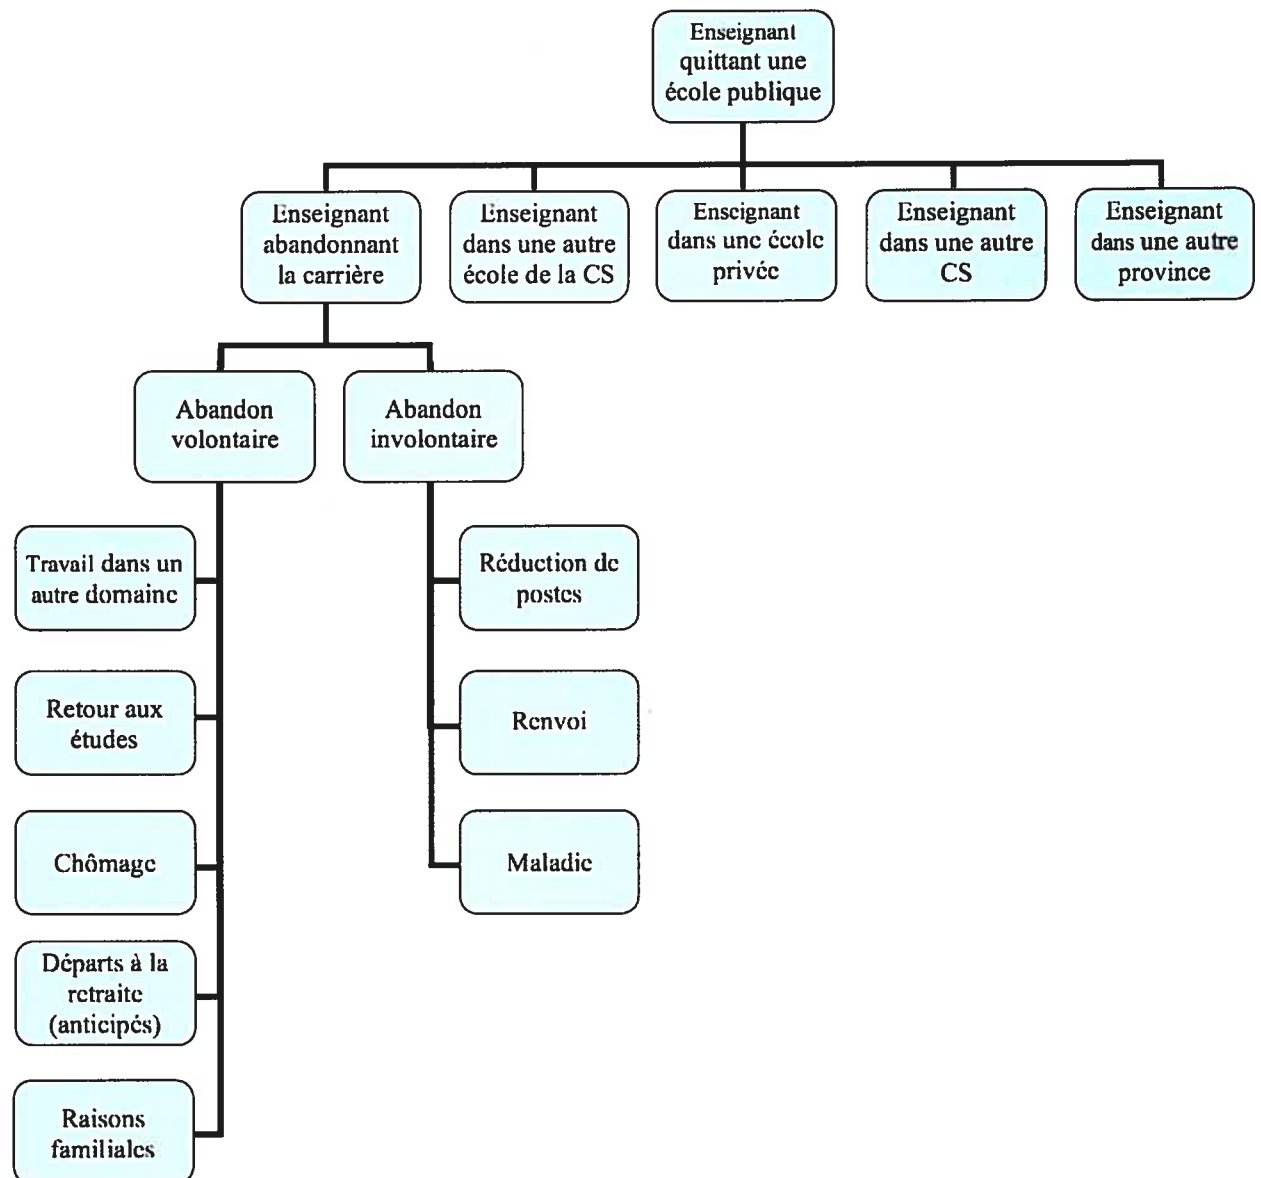 Enseignant
quittant une
école publique
Enseignant
abandonnant
la carrière
Enseignant
dans une autre
école de la CS
Enseignant
dans une école
privée
Enseignant
dans une autre
CS
Enseignant
dans une autre
province
Abandon
volontaire
Abandon
involontaire
Travail dans un
autre domaine
Retour aux
études
Chômage
Départs à la
retraite
(anticipés)
Raisons
familiales
Réduction de
postes
Renvoi
Maladie